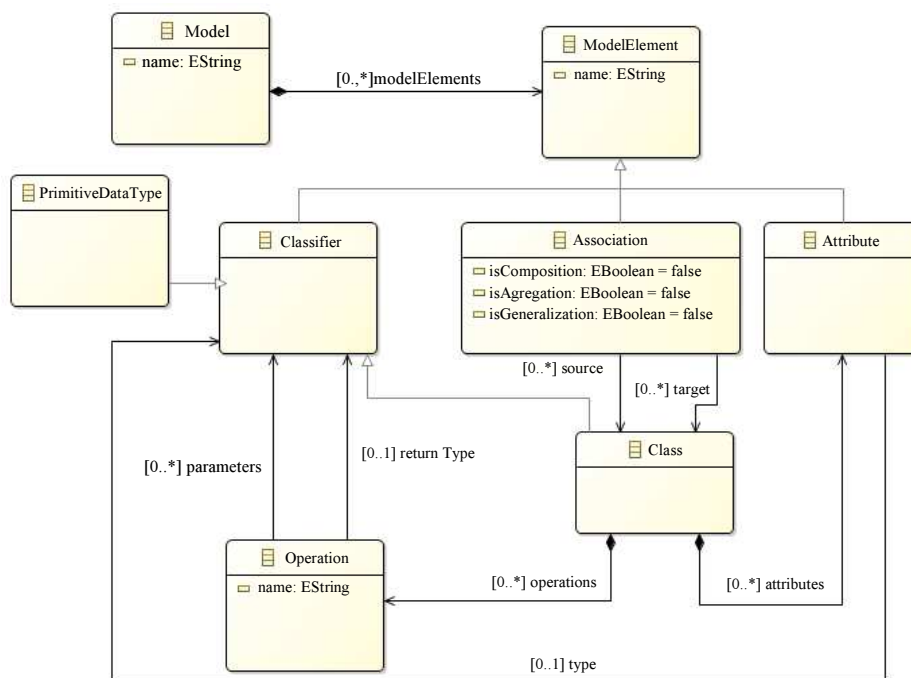 Model
name: EString
[0.,*]modelElements
ModelElement
name: EString
PrimitiveDataType
Classifier
Association
isComposition: EBoolean = false
isAgregation: EBoolean = false
isGeneralization: EBoolean = false
Attribute
[0..*] source
[0..*] target
Class
[0..*] parameters
[0..1] return Type
Operation
name: EString
[0..*] operations
[0..*] attributes
[0..1] type